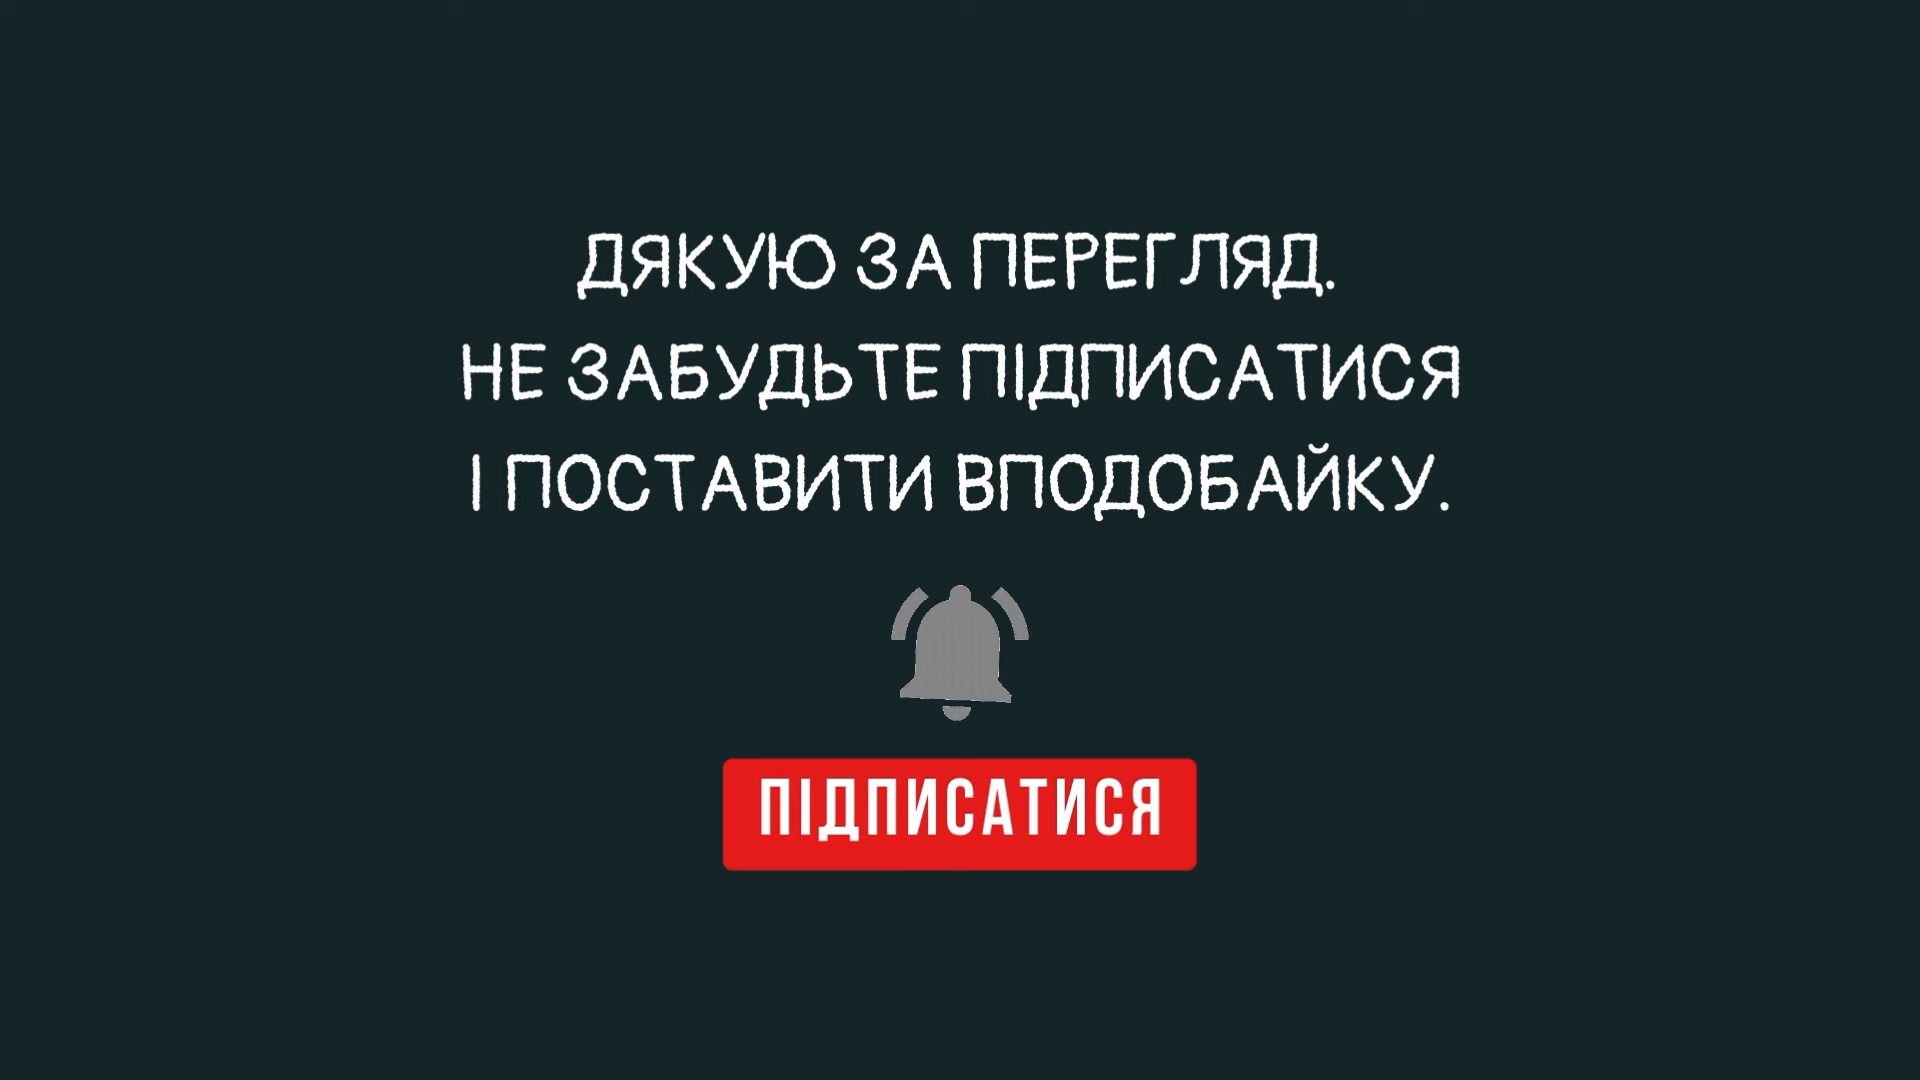 ДЯКУЮ ЗА ПЕРЕГЛЯД.
НЕ ЗАБУДЬТЕ ПІДПИСАТИСЯ
І ПОСТАВИТИ ВПОДОБАЙКУ.
ПІДПИСАТИСЯ